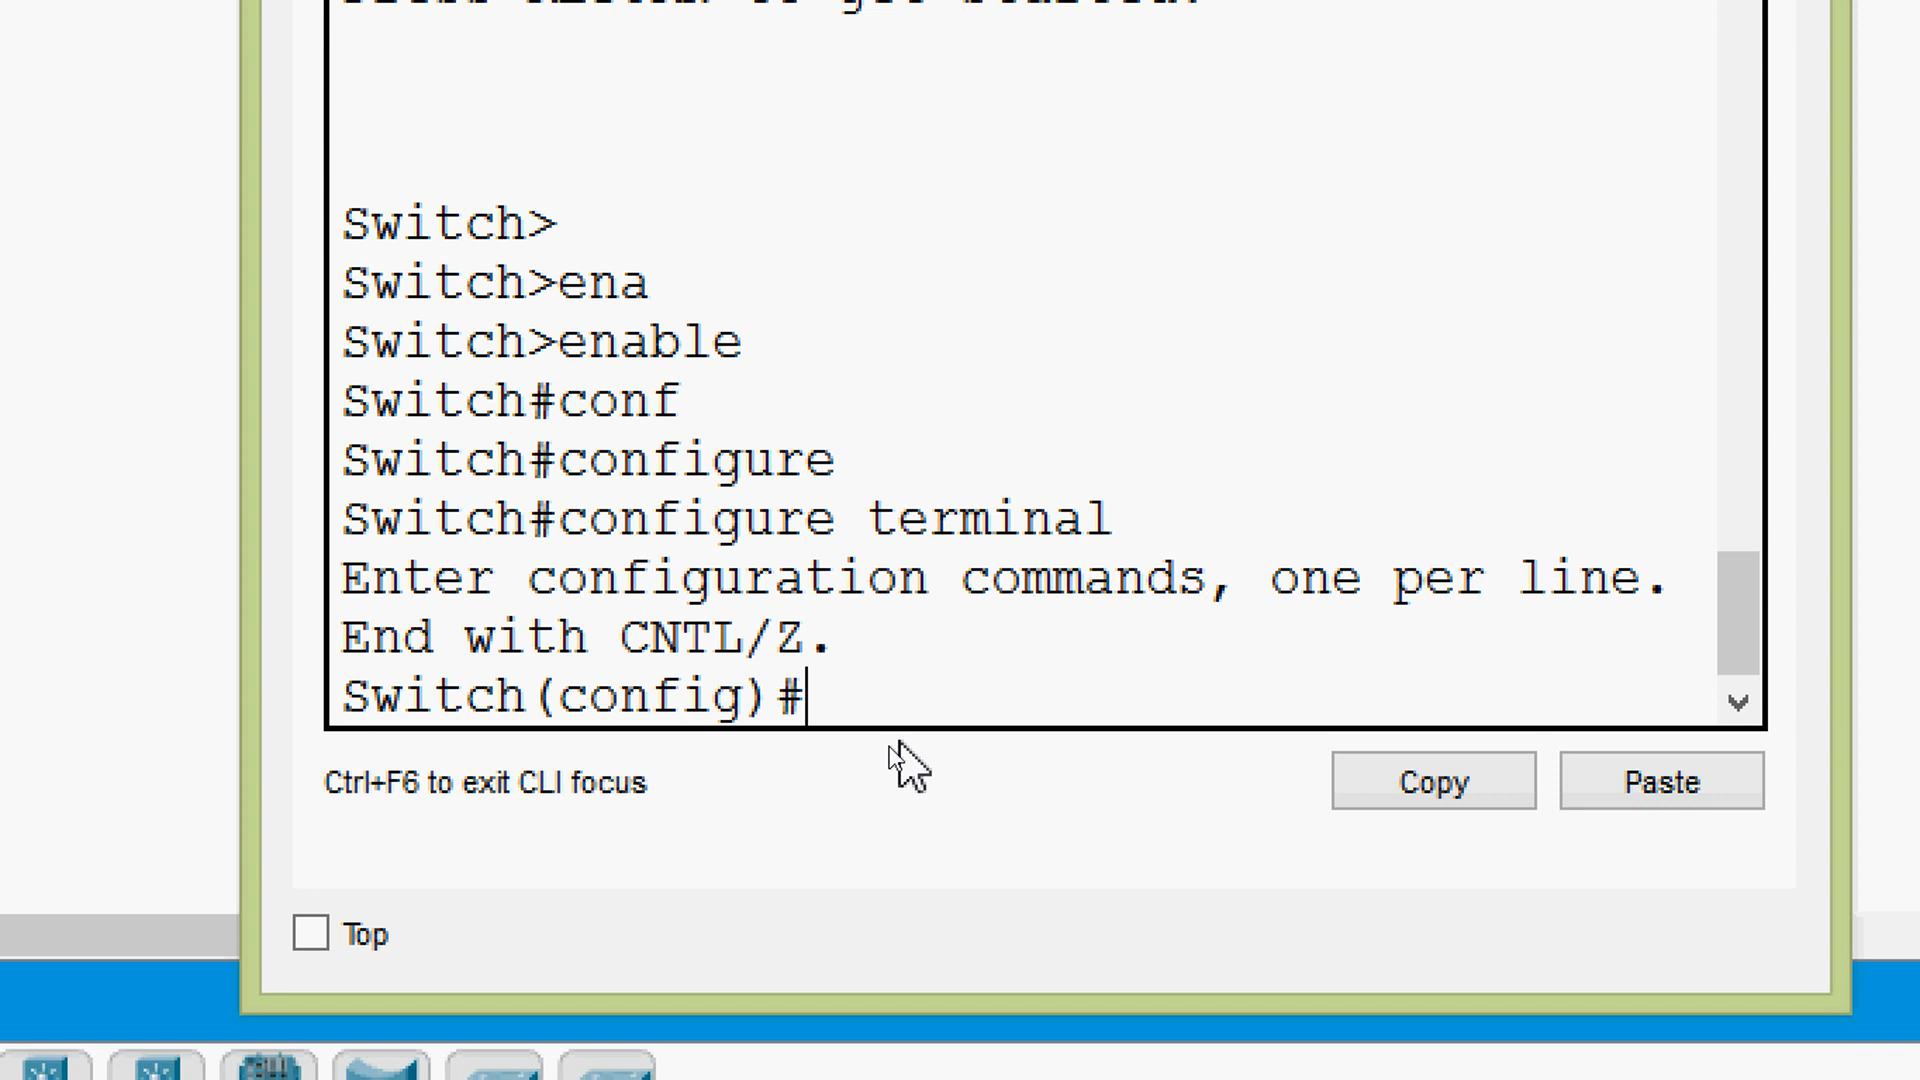 Switch>
Switch>ena
Switch>enable
Switch#conf
Switch#configure
Switch#configure terminal
Enter configuration commands, one per line.
End with CNTL/Z.
Switch(config)#
Ctrl+F6 to exit CLI focus
Copy
Paste
Top